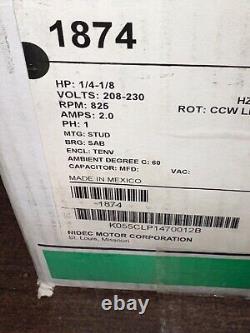 1874
HP: 1/4-1/8
VOLTS: 208-230
RPM: 825
AMPS: 2.0
PH: 1
HZ
ROT: CCW
MTG: STUD
BRG: SAB
ENCL: TENV
AMBIENT DEGREE C: 60
CAPACITOR: MFD: VAC:
MADE IN MEXICO
-1874
K055CLP1470012B
NIDEC MOTOR CORPORATION
St. Louis, Missouri